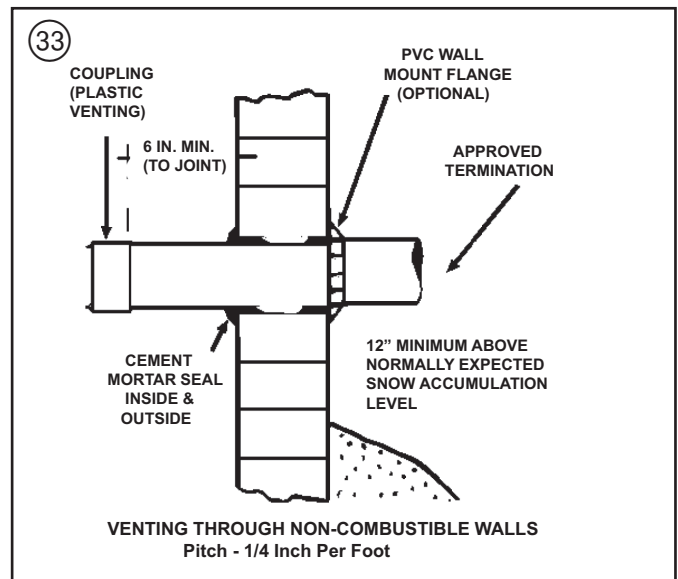 33
COUPLING
(PLASTIC
VENTING)
6 IN. MIN.
(TO JOINT)
PVC WALL
MOUNT FLANGE
(OPTIONAL)
APPROVED
TERMINATION
CEMENT
MORTAR SEAL
INSIDE &
OUTSIDE
12” MINIMUM ABOVE
NORMALLY EXPECTED
SNOW ACCUMULATION
LEVEL
VENTING THROUGH NON-COMBUSTIBLE WALLS
Pitch - 1/4 Inch Per Foot